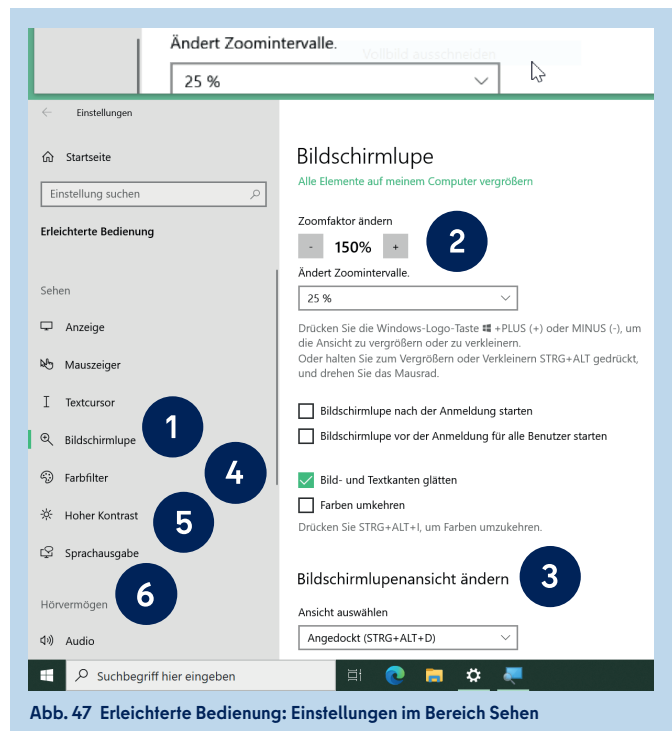 Ändert Zoomintervalle.
Vollbild ausschneiden
25 %
Einstellungen
Startseite
Einstellung suchen
Erleichterte Bedienung
Sehen
Anzeige
Mauszeiger
Textcursor
Bildschirmlupe
1
Farbfilter
4
Hoher Kontrast
5
Sprachausgabe
Hörvermögen
6
Audio
Bildschirmlupe
Alle Elemente auf meinem Computer vergrößern
Zoomfaktor ändern
- 150% +
2
Ändert Zoomintervalle.
25 %
Drücken Sie die Windows-Logo-Taste +PLUS (+) oder MINUS (-), um
die Ansicht zu vergrößern oder zu verkleinern.
Oder halten Sie zum Vergrößern oder Verkleinern STRG+ALT gedrückt,
und drehen Sie das Mausrad.
Bildschirmlupe nach der Anmeldung starten
Bildschirmlupe vor der Anmeldung für alle Benutzer starten
Bild- und Textkanten glätten
Farben umkehren
Drücken Sie STRG+ALT+I, um Farben umzukehren.
Bildschirmlupenansicht ändern
3
Ansicht auswählen
Angedockt (STRG+ALT+D)
Suchbegriff hier eingeben
Abb. 47 Erleichterte Bedienung: Einstellungen im Bereich Sehen